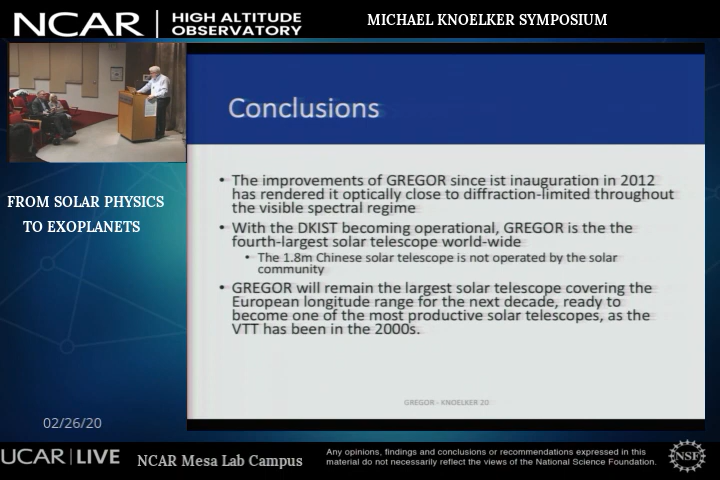 NCAR
HIGH ALTITUDE
OBSERVATORY
MICHAEL KNOELKER SYMPOSIUM
Conclusions
FROM SOLAR PHYSICS
TO EXOPLANETS
• The improvements of GREGOR since ist inauguration in 2012
has rendered it optically close to diffraction-limited throughout
the visible spectral regime
• With the DKIST becoming operational, GREGOR is the the
fourth-largest solar telescope world-wide
• The 1.8m Chinese solar telescope is not operated by the solar
community
• GREGOR will remain the largest solar telescope covering the
European longitude range for the next decade, ready to
become one of the most productive solar telescopes, as the
VTT has been in the 2000s.
GREGOR - KNOELKER 20
02/26/20
UCAR | LIVE
NCAR Mesa Lab Campus
Any opinions, findings and conclusions or recommendations expressed in this
material do not necessarily reflect the views of the National Science Foundation.
NSF